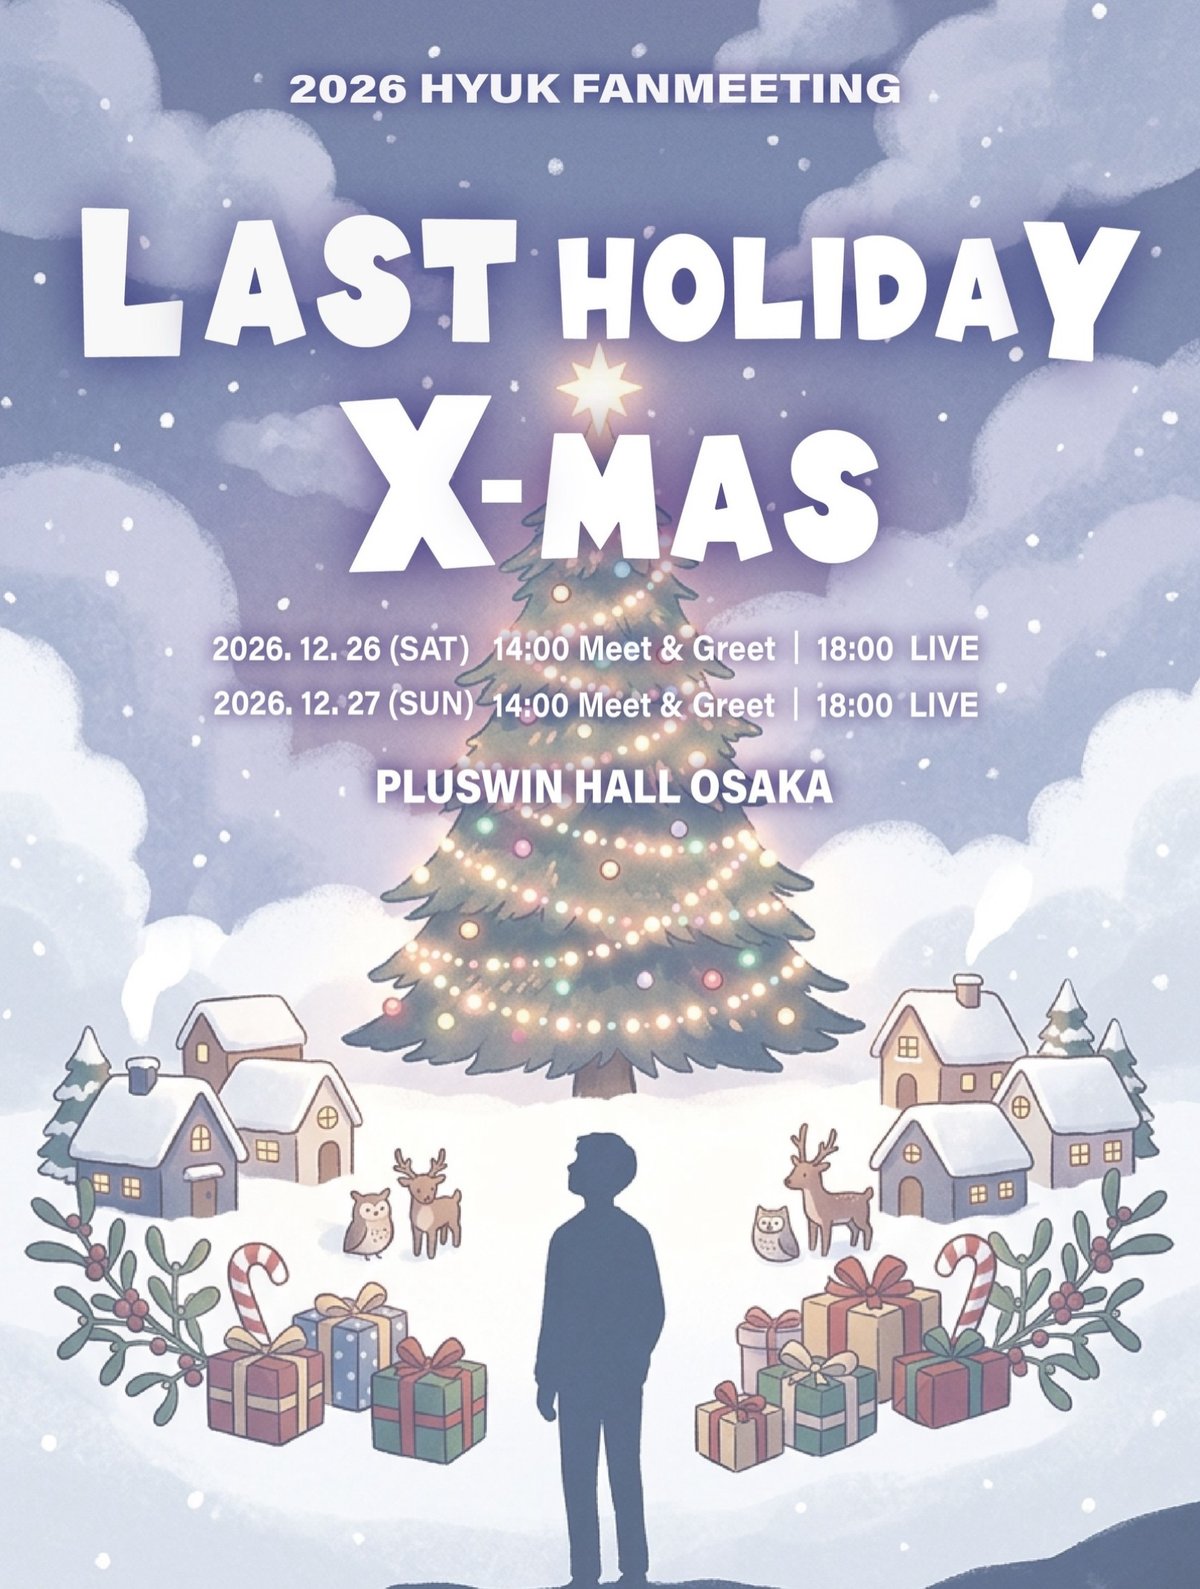 2026 HYUK FANMEETING
LAST HOLIDAY
X-MAS
2026. 12. 26 (SAT) 14:00 Meet & Greet | 18:00 LIVE
2026. 12. 27 (SUN) 14:00 Meet & Greet | 18:00 LIVE
PLUSWIN HALL OSAKA